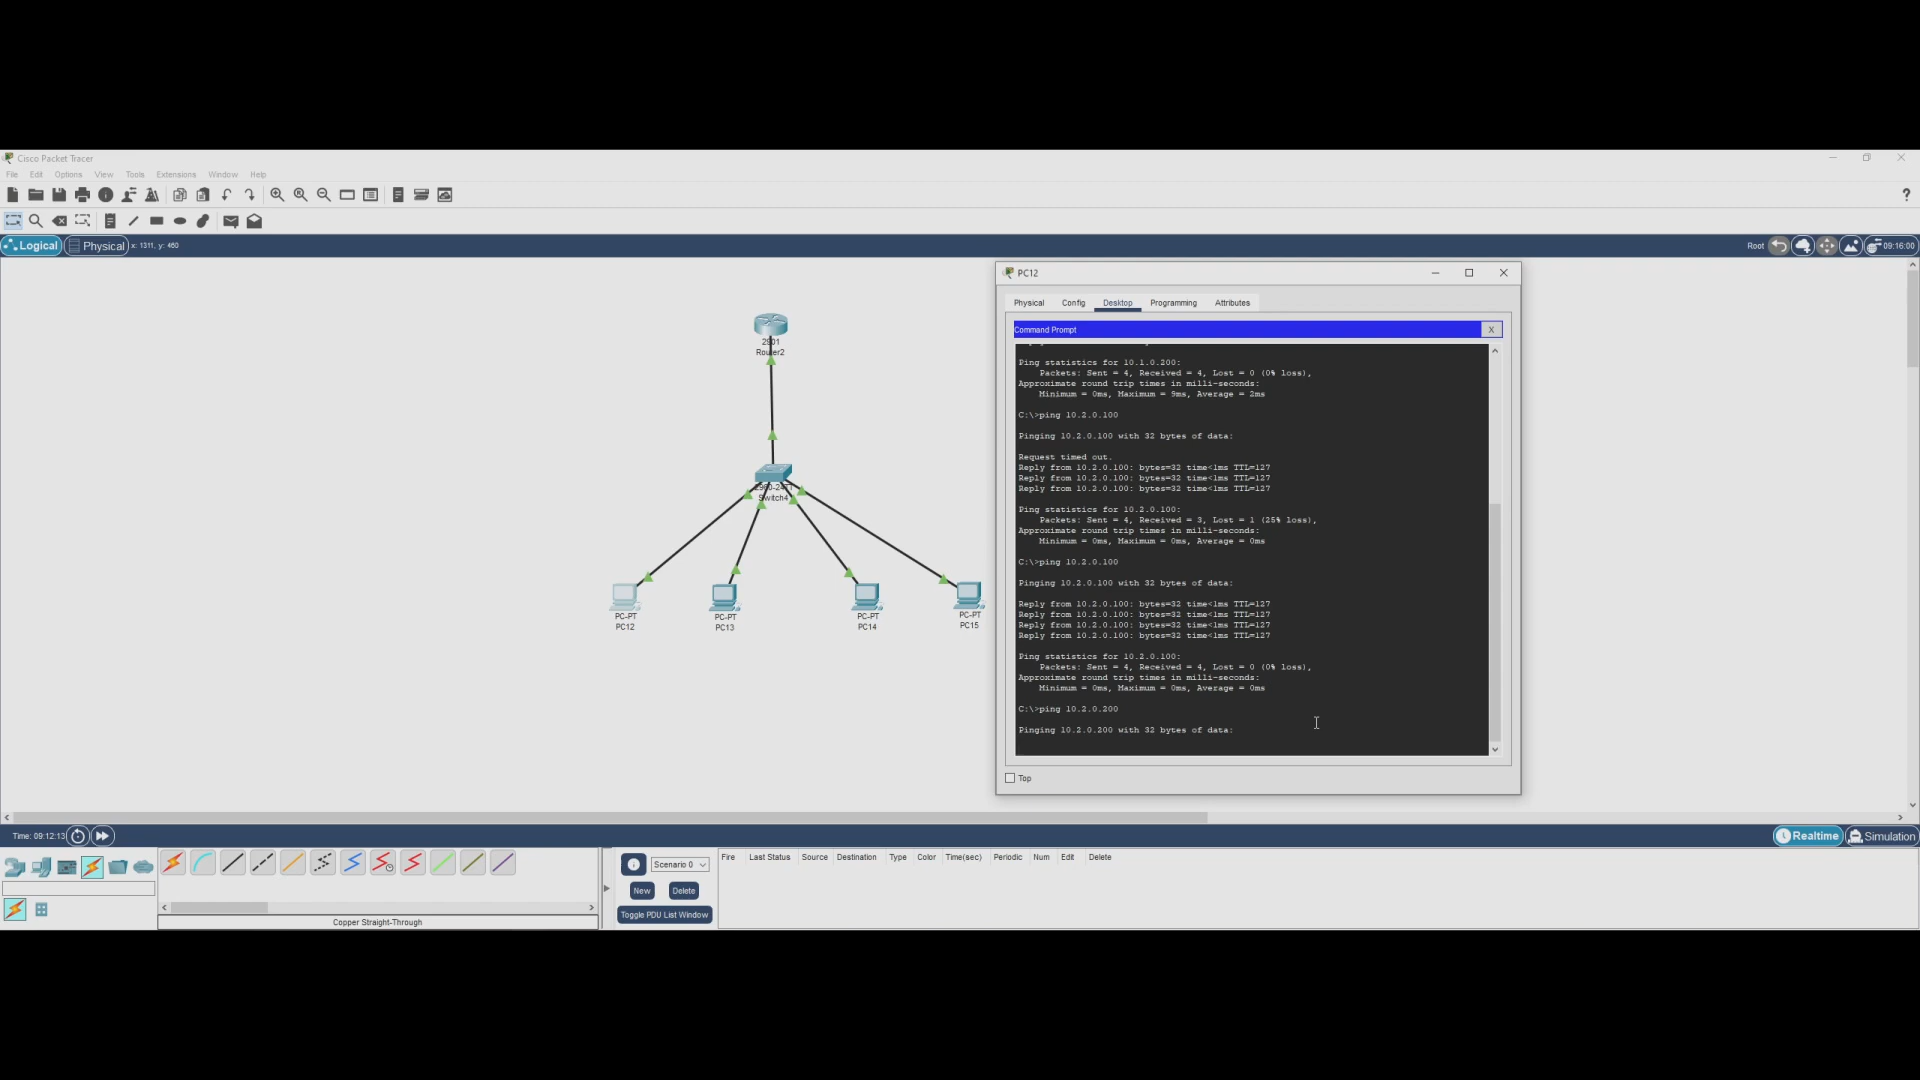 Cisco Packet Tracer
File Edit Options View Tools Extensions Window Help
?
Logical Physical x: 1311, y: 460
Root 09:16:00
2901
Router2
Switch4
PC-PT
PC12
PC-PT
PC13
PC-PT
PC14
PC-PT
PC15
PC12
Physical Config Desktop Programming Attributes
Command Prompt X
Ping statistics for 10.1.0.200:
Packets: Sent = 4, Received = 4, Lost = 0 (0% loss),
Approximate round trip times in milli-seconds:
Minimum = 0ms, Maximum = 9ms, Average = 2ms
C:\>ping 10.2.0.100
Pinging 10.2.0.100 with 32 bytes of data:
Request timed out.
Reply from 10.2.0.100: bytes=32 time<1ms TTL=127
Reply from 10.2.0.100: bytes=32 time<1ms TTL=127
Reply from 10.2.0.100: bytes=32 time<1ms TTL=127
Ping statistics for 10.2.0.100:
Packets: Sent = 4, Received = 3, Lost = 1 (25% loss),
Approximate round trip times in milli-seconds:
Minimum = 0ms, Maximum = 0ms, Average = 0ms
C:\>ping 10.2.0.100
Pinging 10.2.0.100 with 32 bytes of data:
Reply from 10.2.0.100: bytes=32 time<1ms TTL=127
Reply from 10.2.0.100: bytes=32 time<1ms TTL=127
Reply from 10.2.0.100: bytes=32 time<1ms TTL=127
Reply from 10.2.0.100: bytes=32 time<1ms TTL=127
Ping statistics for 10.2.0.100:
Packets: Sent = 4, Received = 4, Lost = 0 (0% loss),
Approximate round trip times in milli-seconds:
Minimum = 0ms, Maximum = 0ms, Average = 0ms
C:\>ping 10.2.0.200
Pinging 10.2.0.200 with 32 bytes of data:
Top
Time: 09:12:13
Realtime Simulation
Scenario 0
New Delete
Toggle PDU List Window
Fire Last Status Source Destination Type Color Time(sec) Periodic Num Edit Delete
Copper Straight-Through